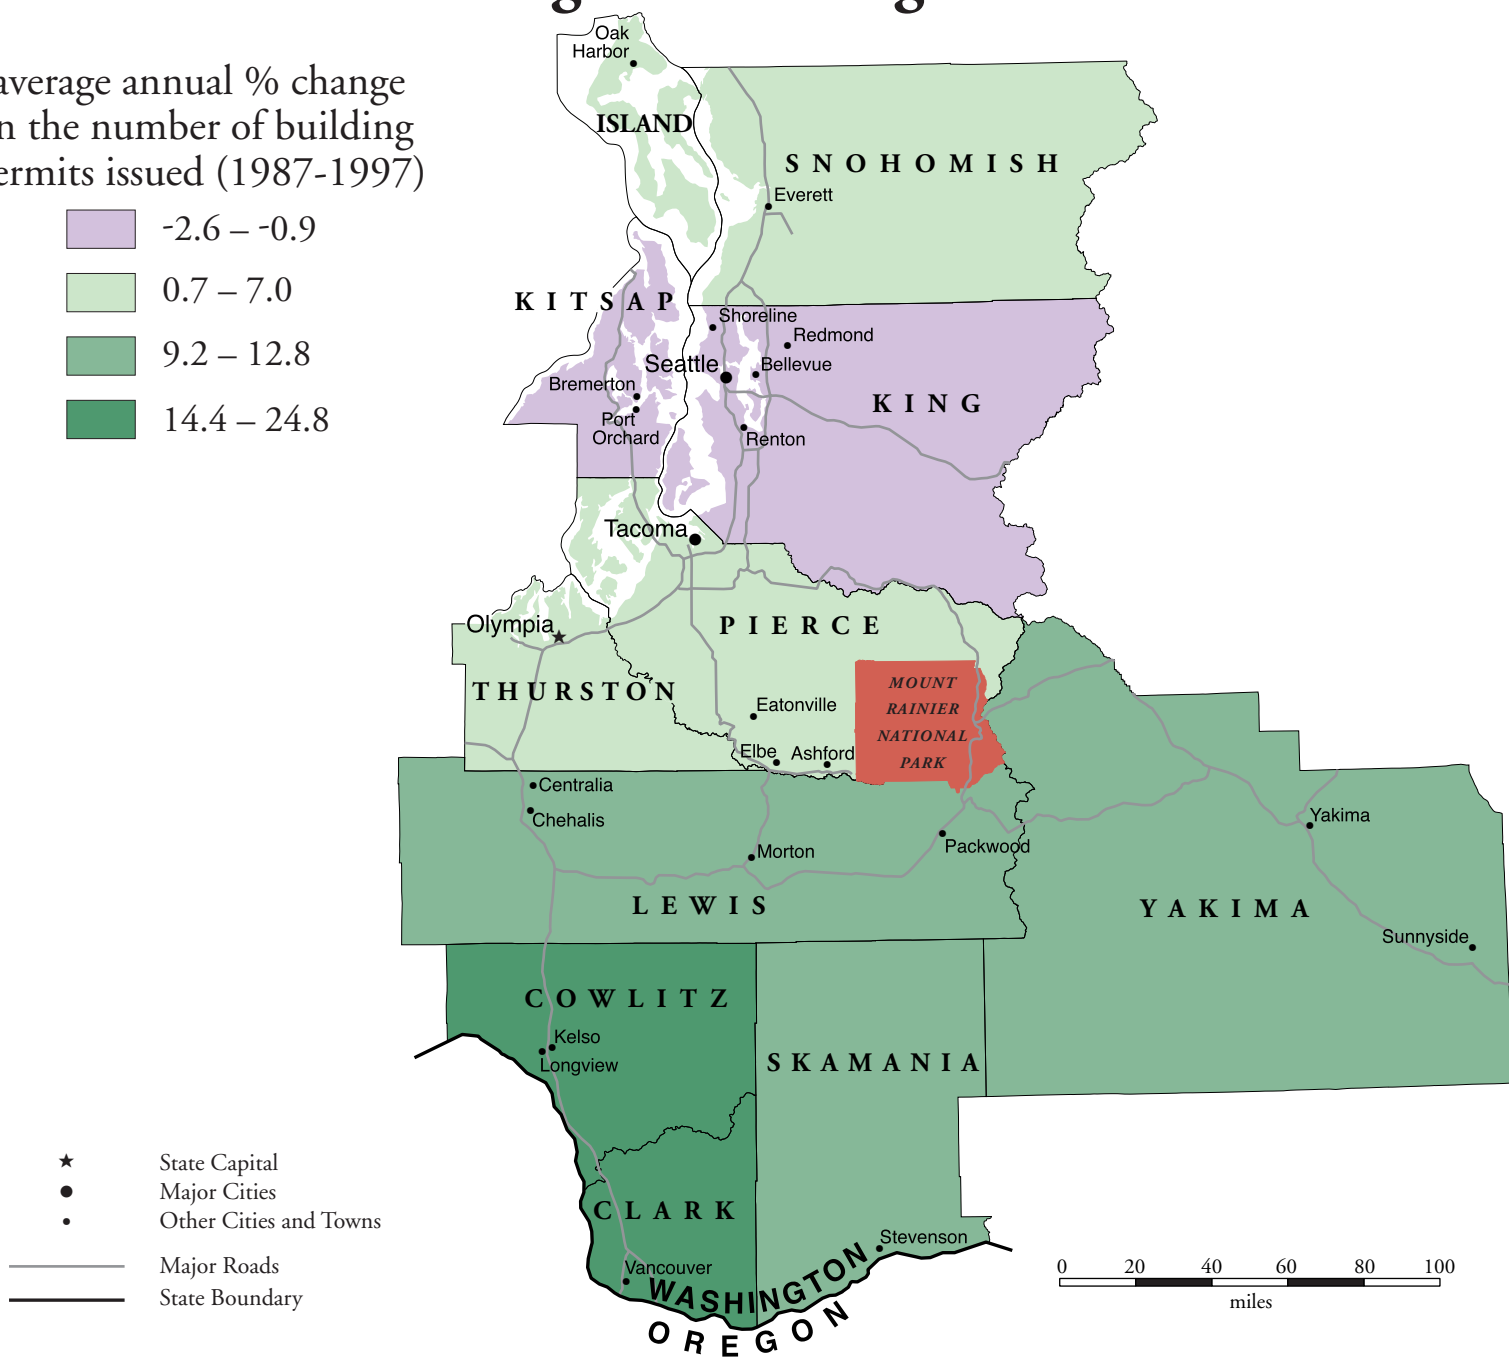 average annual % change
in the number of building
permits issued (1987-1997)
-2.6 – -0.9
0.7 – 7.0
9.2 – 12.8
14.4 – 24.8
Oak
Harbor
ISLAND
SNOHOMISH
Everett
KITSAP
Shoreline
Redmond
Seattle
Bellevue
Bremerton
KING
Port
Orchard
Renton
Tacoma
Olympia
PIERCE
THURSTON
MOUNT
RAINIER
NATIONAL
PARK
Eatonville
Elbe
Ashford
Centralia
Chehalis
Morton
Packwood
Yakima
LEWIS
YAKIMA
Sunnyside
COWLITZ
Kelso
Longview
SKAMANIA
CLARK
Stevenson
Vancouver
WASHINGTON
OREGON
State Capital
Major Cities
Other Cities and Towns
Major Roads
State Boundary
0 20 40 60 80 100
miles